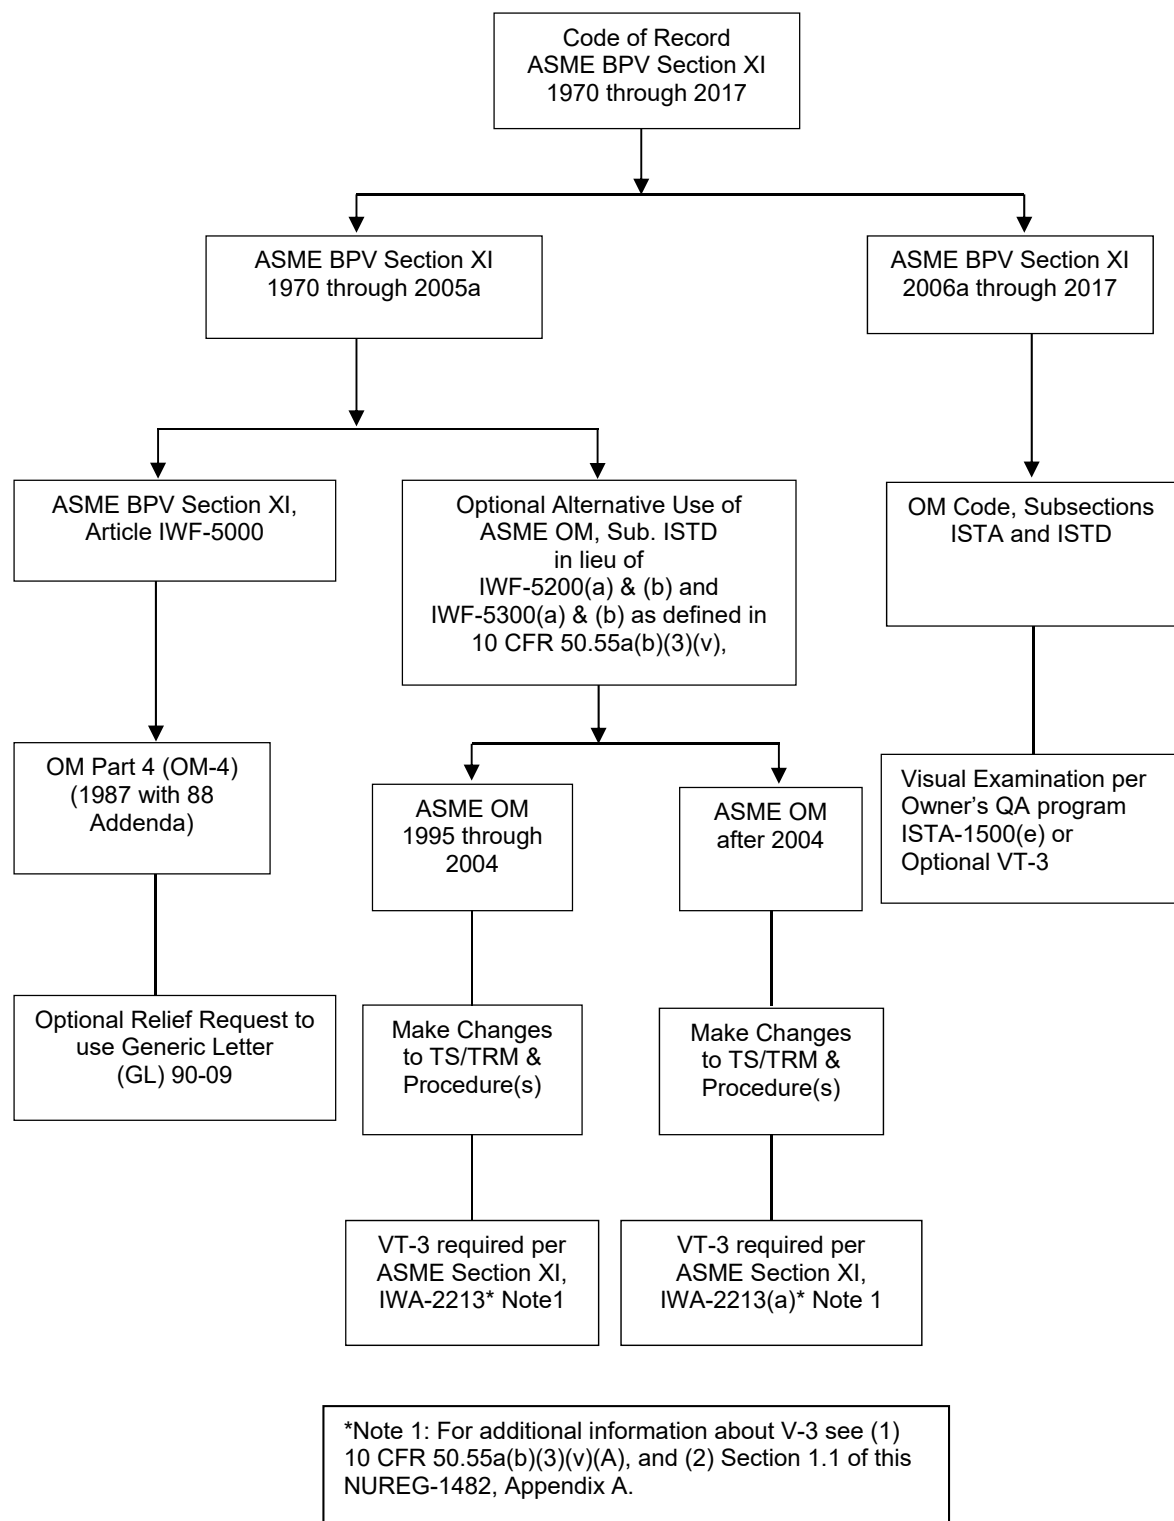 Code of Record
ASME BPV Section XI
1970 through 2017
ASME BPV Section XI
1970 through 2005a
ASME BPV Section XI
2006a through 2017
ASME BPV Section XI,
Article IWF-5000
Optional Alternative Use of
ASME OM, Sub. ISTD
in lieu of
IWF-5200(a) & (b) and
IWF-5300(a) & (b) as defined in
10 CFR 50.55a(b)(3)(v),
OM Code, Subsections
ISTA and ISTD
OM Part 4 (OM-4)
(1987 with 88
Addenda)
ASME OM
1995 through
2004
ASME OM
after 2004
Visual Examination per
Owner’s QA program
ISTA-1500(e) or
Optional VT-3
Optional Relief Request to
use Generic Letter
(GL) 90-09
Make Changes
to TS/TRM &
Procedure(s)
Make Changes
to TS/TRM &
Procedure(s)
VT-3 required per
ASME Section XI,
IWA-2213* Note1
VT-3 required per
ASME Section XI,
IWA-2213(a)* Note 1
*Note 1: For additional information about V-3 see (1)
10 CFR 50.55a(b)(3)(v)(A), and (2) Section 1.1 of this
NUREG-1482, Appendix A.